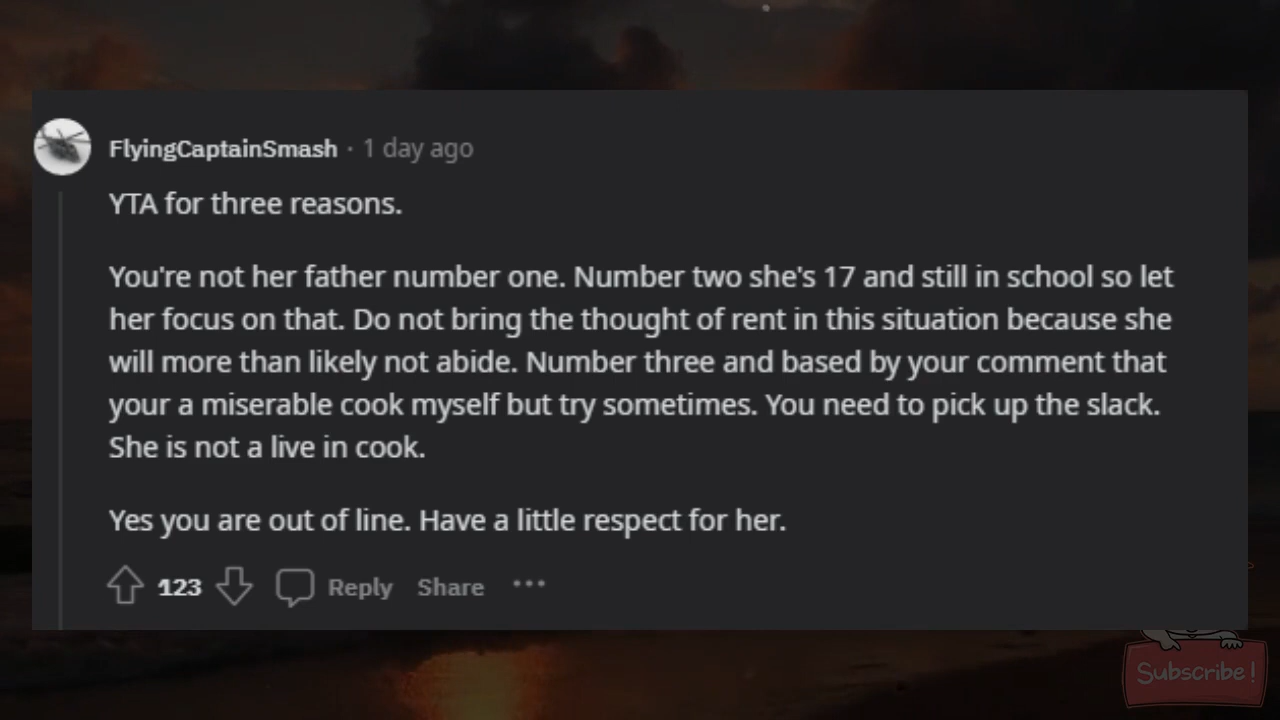 FlyingCaptainSmash · 1 day ago
YTA for three reasons.
You're not her father number one. Number two she's 17 and still in school so let
her focus on that. Do not bring the thought of rent in this situation because she
will more than likely not abide. Number three and based by your comment that
your a miserable cook myself but try sometimes. You need to pick up the slack.
She is not a live in cook.
Yes you are out of line. Have a little respect for her.
123 Reply Share ···
Subscribe!